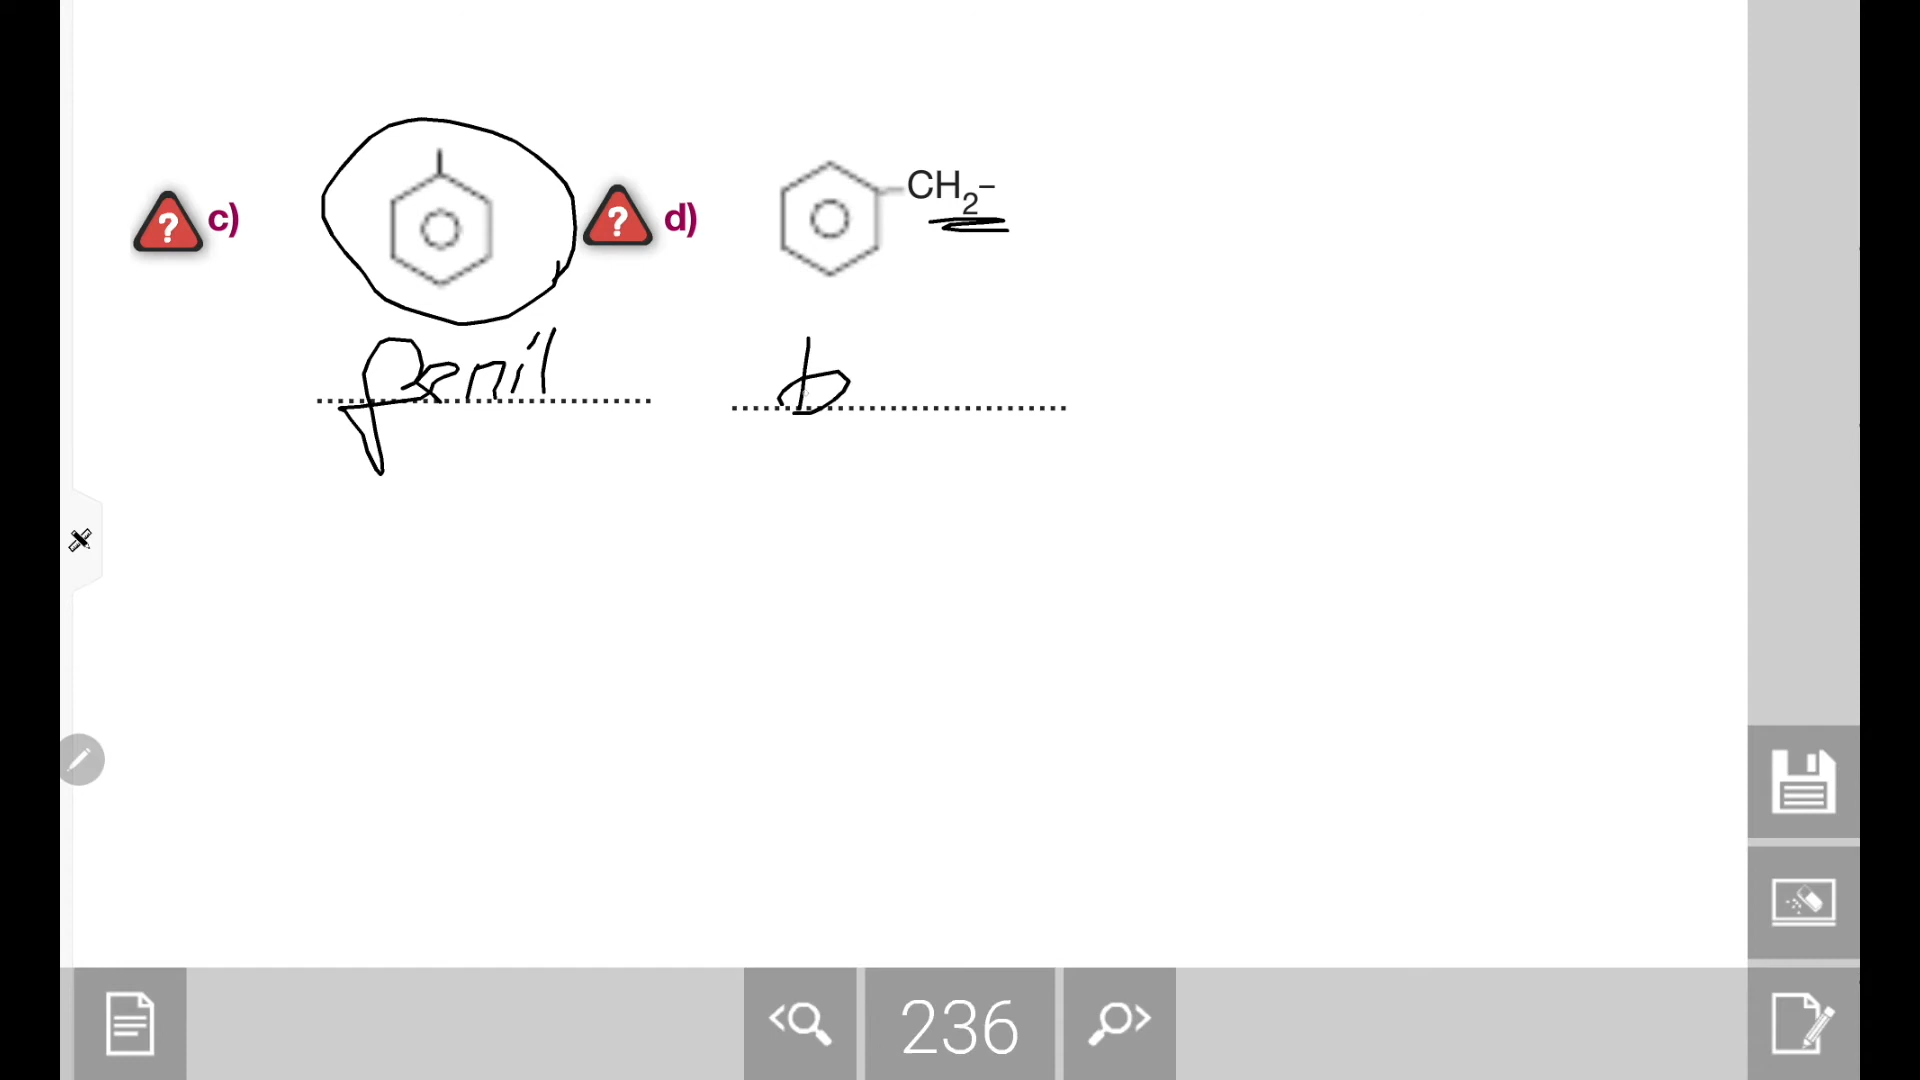 ? c)
? d)
CH₂–
fenil
b
236